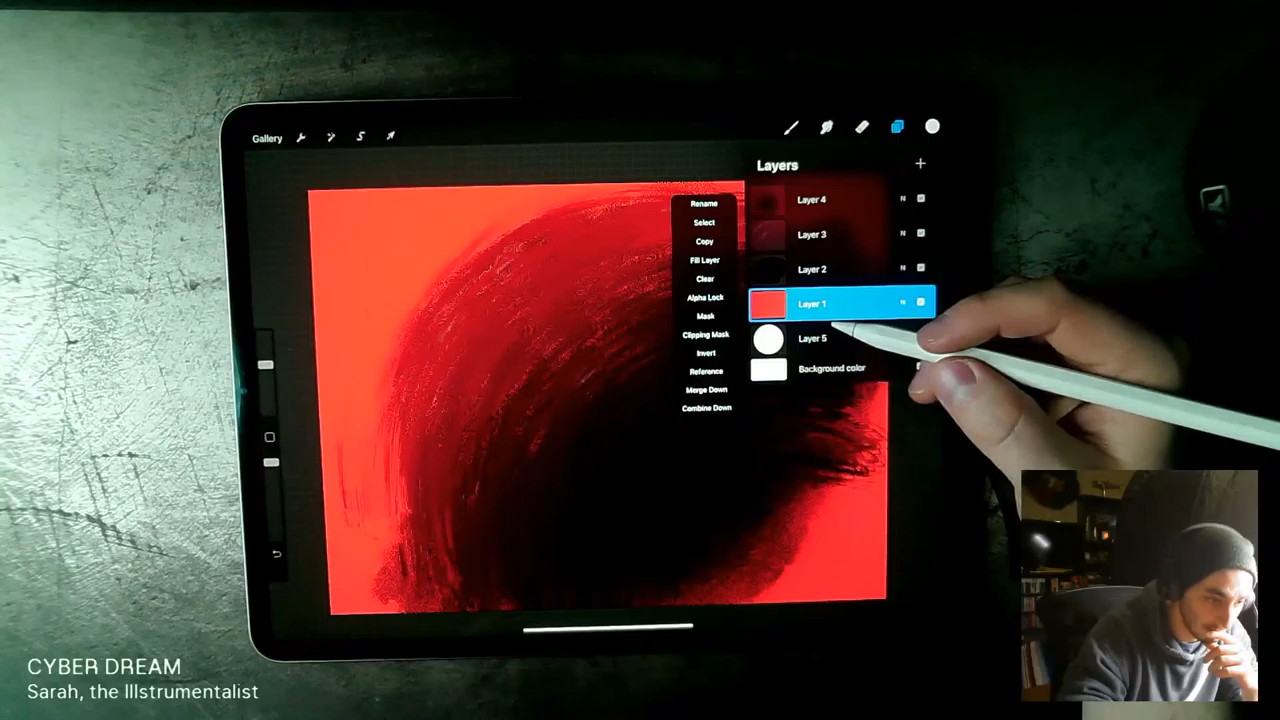 Gallery
Layers
Layer 4
N
Layer 3
N
Layer 2
N
Layer 1
N
Layer 5
Background color
Rename
Select
Copy
Fill Layer
Clear
Alpha Lock
Mask
Clipping Mask
Invert
Reference
Merge Down
Combine Down
CYBER DREAM
Sarah, the Illstrumentalist